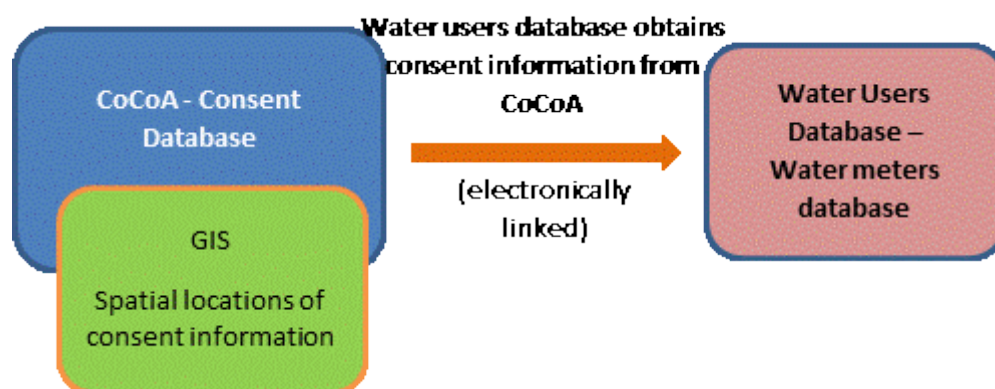 CoCoA - Consent
Database
GIS
Spatial locations of
consent information
Water users database obtains
consent information from
CoCoA
(electronically
linked)
Water Users
Database –
Water meters
database